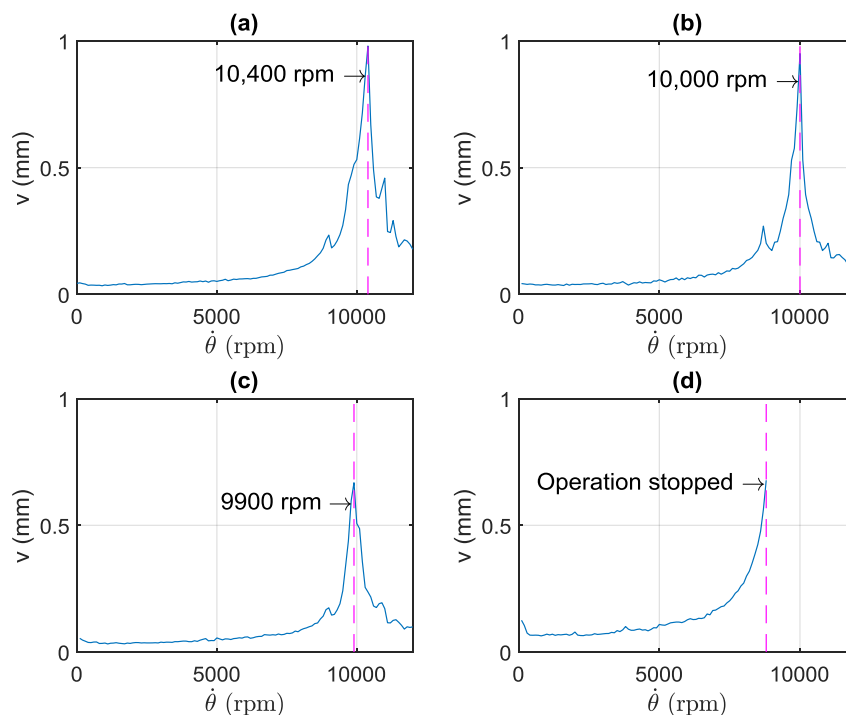 (a)
1
0.5
0
v (mm)
10,400 rpm
0 5000 10000
θ̇ (rpm)
(b)
1
0.5
0
v (mm)
10,000 rpm
0 5000 10000
θ̇ (rpm)
(c)
1
0.5
0
v (mm)
9900 rpm
0 5000 10000
θ̇ (rpm)
(d)
1
0.5
0
v (mm)
Operation stopped
0 5000 10000
θ̇ (rpm)